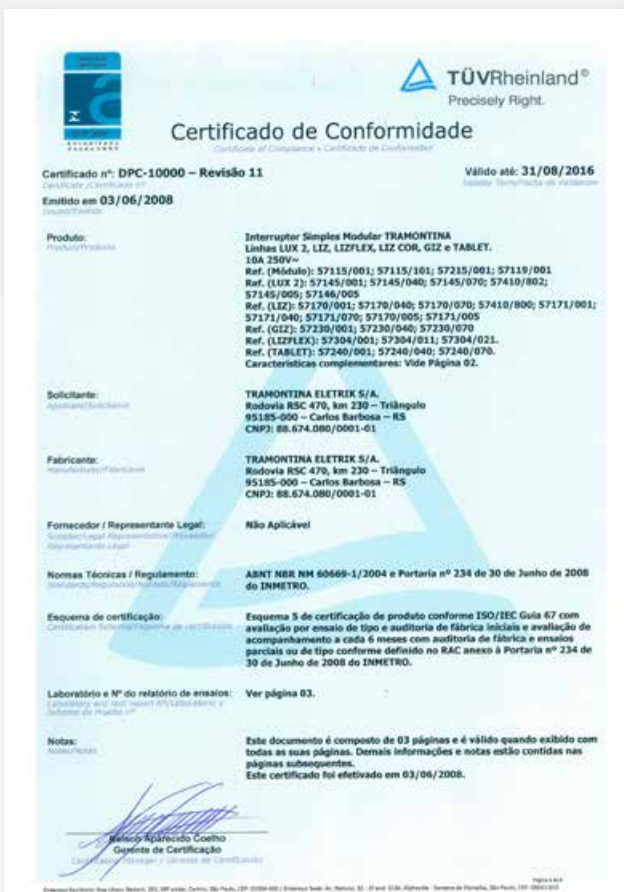 TÜVRheinland®
Precisely Right.
Certificado de Conformidade
Certificate of Compliance • Certificado de Conformidad
Certificado nº: DPC-10000 – Revisão 11
Válido até: 31/08/2016
Emitido em 03/06/2008
Produto:
Interruptor Simples Modular TRAMONTINA
Linhas LUX 2, LIZ, LIZFLEX, LIZ COR, GIZ e TABLET.
10A 250V~
Ref. (Módulo): 57115/001; 57115/101; 57215/001; 57119/001
Ref. (LUX 2): 57145/001; 57145/040; 57145/070; 57410/802;
57145/005; 57146/005
Ref. (LIZ): 57170/001; 57170/040; 57170/070; 57410/800; 57171/001;
57171/040; 57171/070; 57170/005; 57171/005
Ref. (GIZ): 57230/001; 57230/040; 57230/070
Ref. (LIZFLEX): 57304/001; 57304/011; 57304/021.
Ref. (TABLET): 57240/001; 57240/040; 57240/070.
Características complementares: Vide Página 02.
Solicitante:
TRAMONTINA ELETRIK S/A.
Rodovia RSC 470, km 230 – Triângulo
95185-000 – Carlos Barbosa – RS
CNPJ: 88.674.080/0001-01
Fabricante:
TRAMONTINA ELETRIK S/A.
Rodovia RSC 470, km 230 – Triângulo
95185-000 – Carlos Barbosa – RS
CNPJ: 88.674.080/0001-01
Fornecedor / Representante Legal:
Não Aplicável
Normas Técnicas / Regulamento:
ABNT NBR NM 60669-1/2004 e Portaria nº 234 de 30 de Junho de 2008
do INMETRO.
Esquema de certificação:
Esquema 5 de certificação de produto conforme ISO/IEC Guia 67 com
avaliação por ensaio de tipo e auditoria de fábrica iniciais e avaliação de
acompanhamento a cada 6 meses com auditoria de fábrica e ensaios
parciais ou de tipo conforme definido no RAC anexo à Portaria nº 234 de
30 de Junho de 2008 do INMETRO.
Laboratório e Nº do relatório de ensaios:
Ver página 03.
Notas:
Este documento é composto de 03 páginas e é válido quando exibido com
todas as suas páginas. Demais informações e notas estão contidas nas
páginas subsequentes.
Este certificado foi efetivado em 03/06/2008.
Nelson Aparecido Coelho
Gerente de Certificação